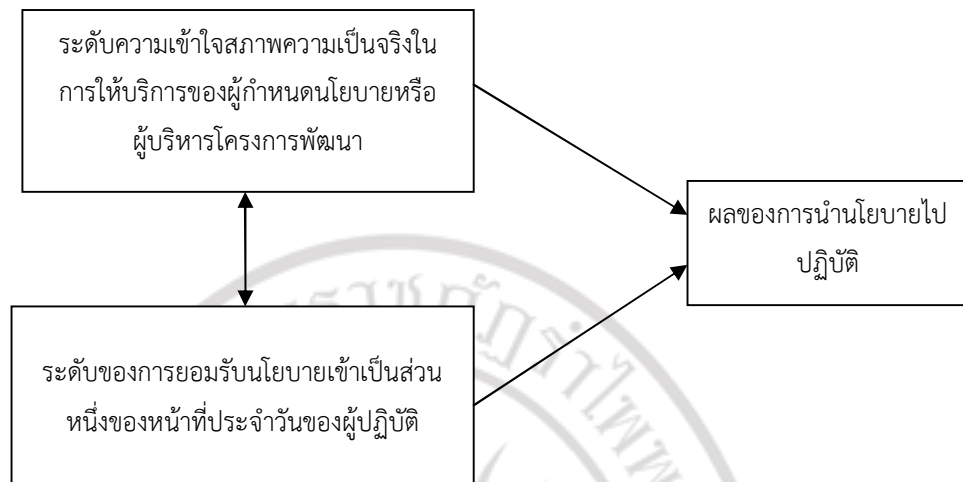 ระดับความเข้าใจสภาพความเป็นจริงใน
การให้บริการของผู้กำหนดนโยบายหรือ
ผู้บริหารโครงการพัฒนา
ผลของการนำนโยบายไป
ปฏิบัติ
ระดับของการยอมรับนโยบายเข้าเป็นส่วน
หนึ่งของหน้าที่ประจำวันของผู้ปฏิบัติ